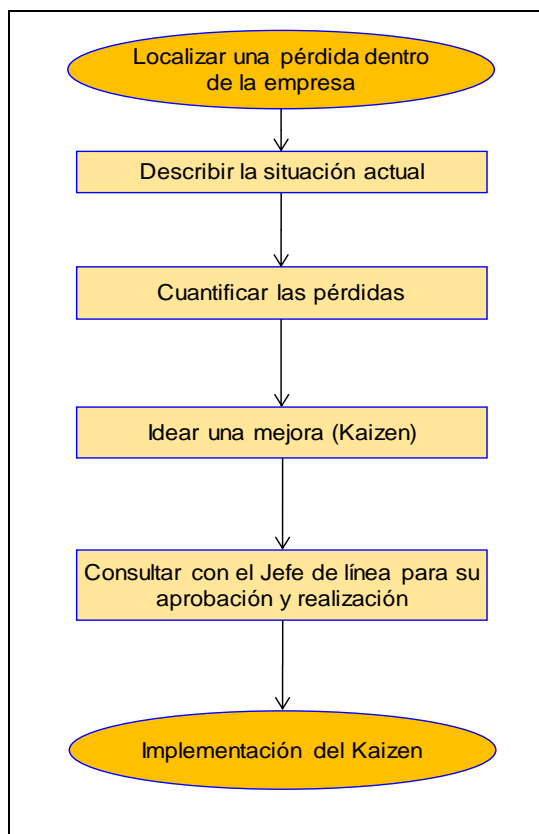 Localizar una pérdida dentro
de la empresa
Describir la situación actual
Cuantificar las pérdidas
Idear una mejora (Kaizen)
Consultar con el Jefe de línea para su
aprobación y realización
Implementación del Kaizen